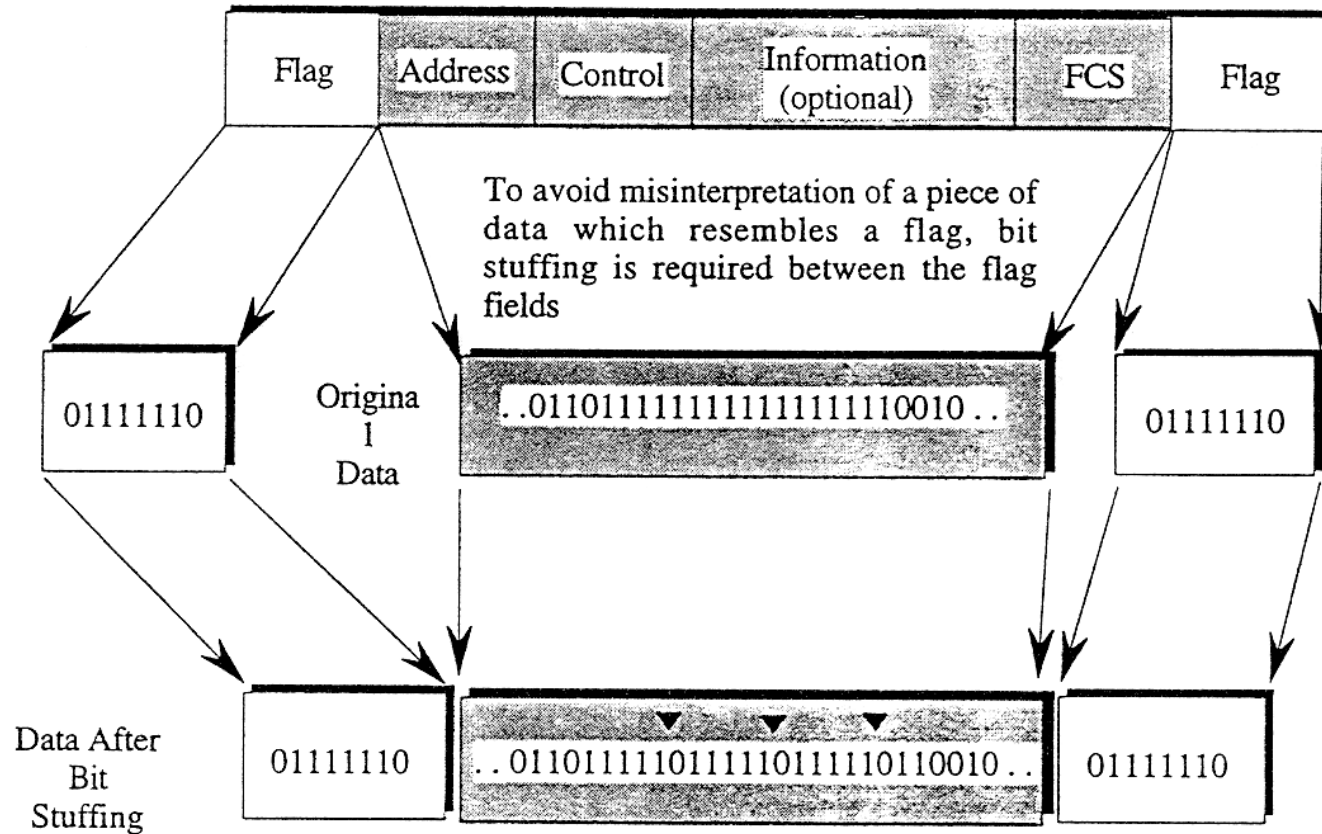 Flag
Address
Control
Information
(optional)
FCS
Flag
To avoid misinterpretation of a piece of
data which resembles a flag, bit
stuffing is required between the flag
fields
01111110
Origina
l
Data
. .0110111111111111111110010 . .
01111110
Data After
Bit
Stuffing
01111110
. .0110111110111110111110110010 . .
01111110